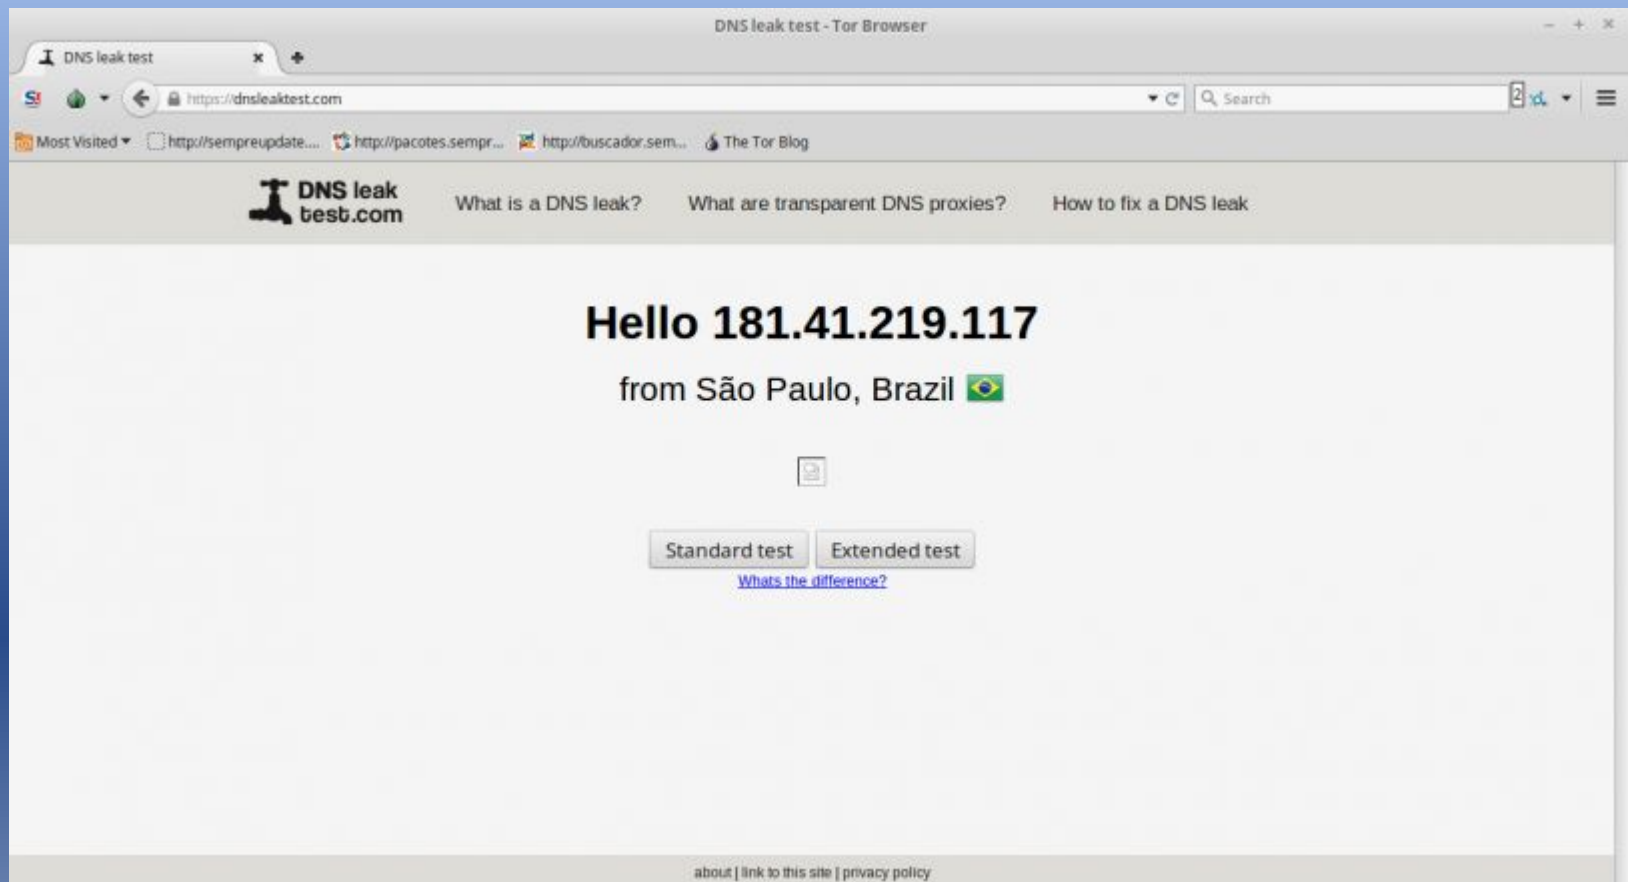 DNS leak test - Tor Browser
DNS leak test
https://dnsleaktest.com
Search
2
Most Visited http://sempreupdate.... http://pacotes.sempr... http://buscador.sem... The Tor Blog
DNS leak
test.com
What is a DNS leak? What are transparent DNS proxies? How to fix a DNS leak
Hello 181.41.219.117
from São Paulo, Brazil
Standard test Extended test
Whats the difference?
about | link to this site | privacy policy